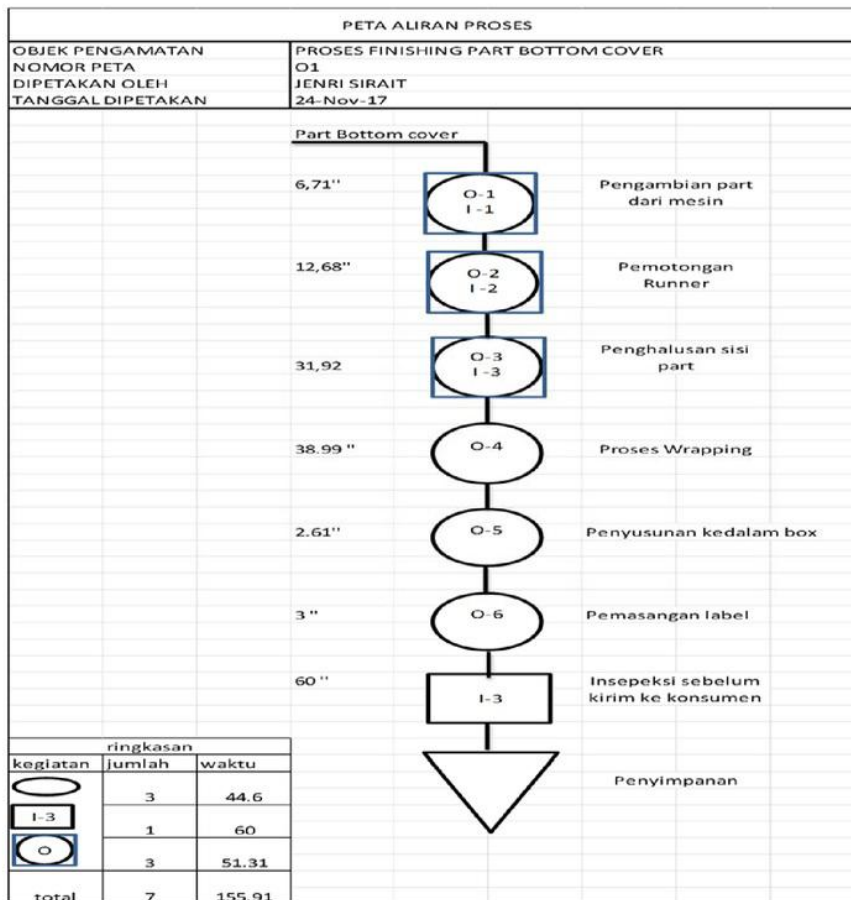 PETA ALIRAN PROSES
OBJEK PENGAMATAN PROSES FINISHING PART BOTTOM COVER
NOMOR PETA O1
DIPETAKAN OLEH JENRI SIRAIT
TANGGAL DIPETAKAN 24-Nov-17
Part Bottom cover
6,71''
O-1
I -1
Pengambian part
dari mesin
12,68"
O-2
I -2
Pemotongan
Runner
31,92
O-3
I -3
Penghalusan sisi
part
38.99 "
O-4
Proses Wrapping
2.61''
O-5
Penyusunan kedalam box
3 "
O-6
Pemasangan label
60 ''
I-3
Insepeksi sebelum
kirim ke konsumen
Penyimpanan
ringkasan
kegiatan jumlah waktu
3 44.6
I-3 1 60
O 3 51.31
total 7 155.91